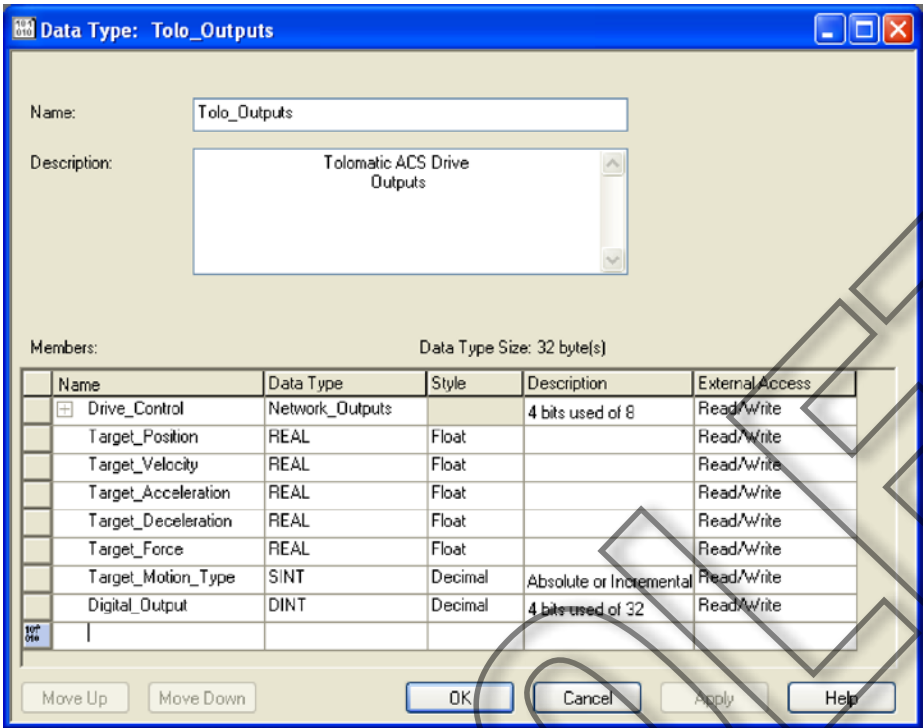 Data Type: Tolo_Outputs
Name: Tolo_Outputs
Description: Tolomatic ACS Drive
Outputs
Members: Data Type Size: 32 byte(s)
Name Data Type Style Description External Access
Drive_Control Network_Outputs 4 bits used of 8 Read/Write
Target_Position REAL Float Read/Write
Target_Velocity REAL Float Read/Write
Target_Acceleration REAL Float Read/Write
Target_Deceleration REAL Float Read/Write
Target_Force REAL Float Read/Write
Target_Motion_Type SINT Decimal Absolute or Incremental Read/Write
Digital_Output DINT Decimal 4 bits used of 32 Read/Write
Move Up Move Down OK Cancel Apply Help